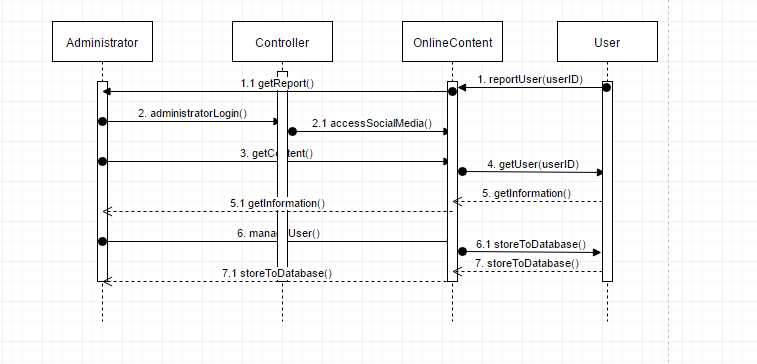 Administrator
Controller
OnlineContent
User
1. reportUser(userID)
1.1 getReport()
2. administratorLogin()
2.1 accessSocialMedia()
3. getContent()
4. getUser(userID)
5. getInformation()
5.1 getInformation()
6. manageUser()
6.1 storeToDatabase()
7. storeToDatabase()
7.1 storeToDatabase()